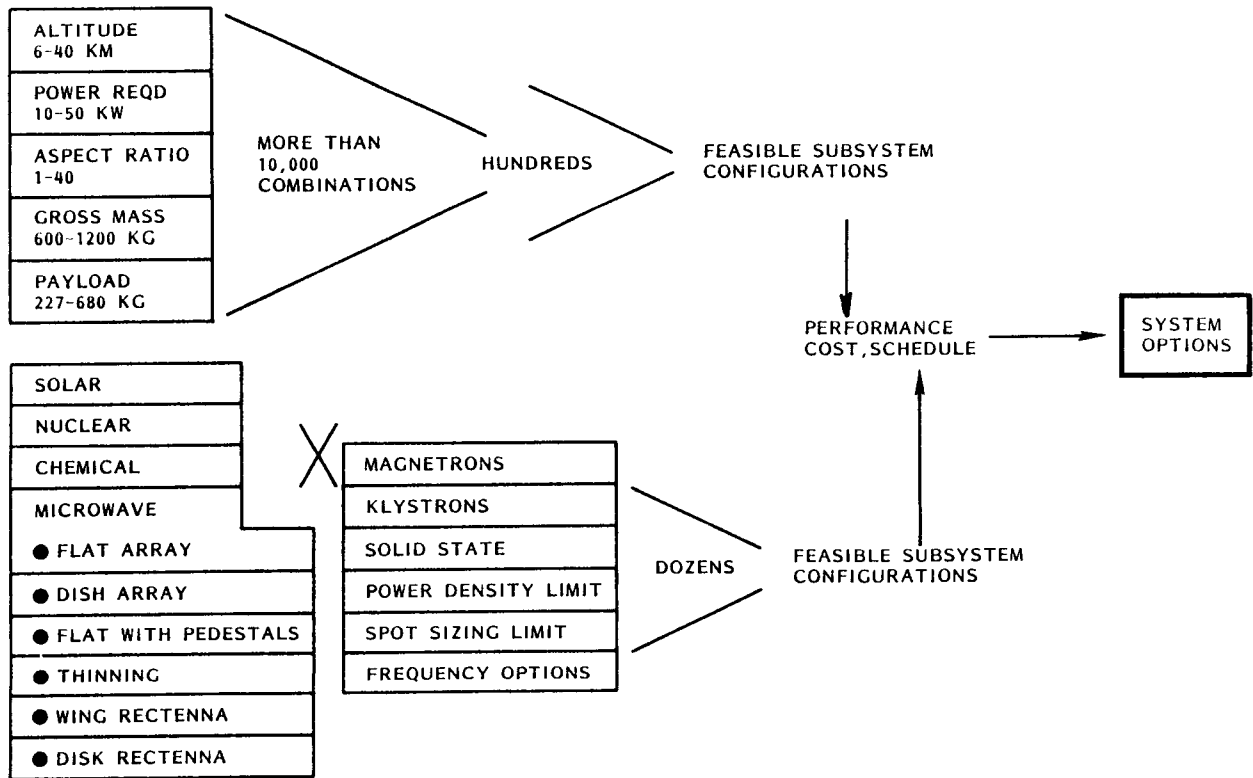 ALTITUDE
6-40 KM
POWER REQD
10-50 KW
ASPECT RATIO
1-40
GROSS MASS
600-1200 KG
PAYLOAD
227-680 KG
MORE THAN
10,000
COMBINATIONS
HUNDREDS
FEASIBLE SUBSYSTEM
CONFIGURATIONS
PERFORMANCE
COST, SCHEDULE
SYSTEM
OPTIONS
SOLAR
NUCLEAR
CHEMICAL
MICROWAVE
● FLAT ARRAY
● DISH ARRAY
● FLAT WITH PEDESTALS
● THINNING
● WING RECTENNA
● DISK RECTENNA
MAGNETRONS
KLYSTRONS
SOLID STATE
POWER DENSITY LIMIT
SPOT SIZING LIMIT
FREQUENCY OPTIONS
DOZENS
FEASIBLE SUBSYSTEM
CONFIGURATIONS